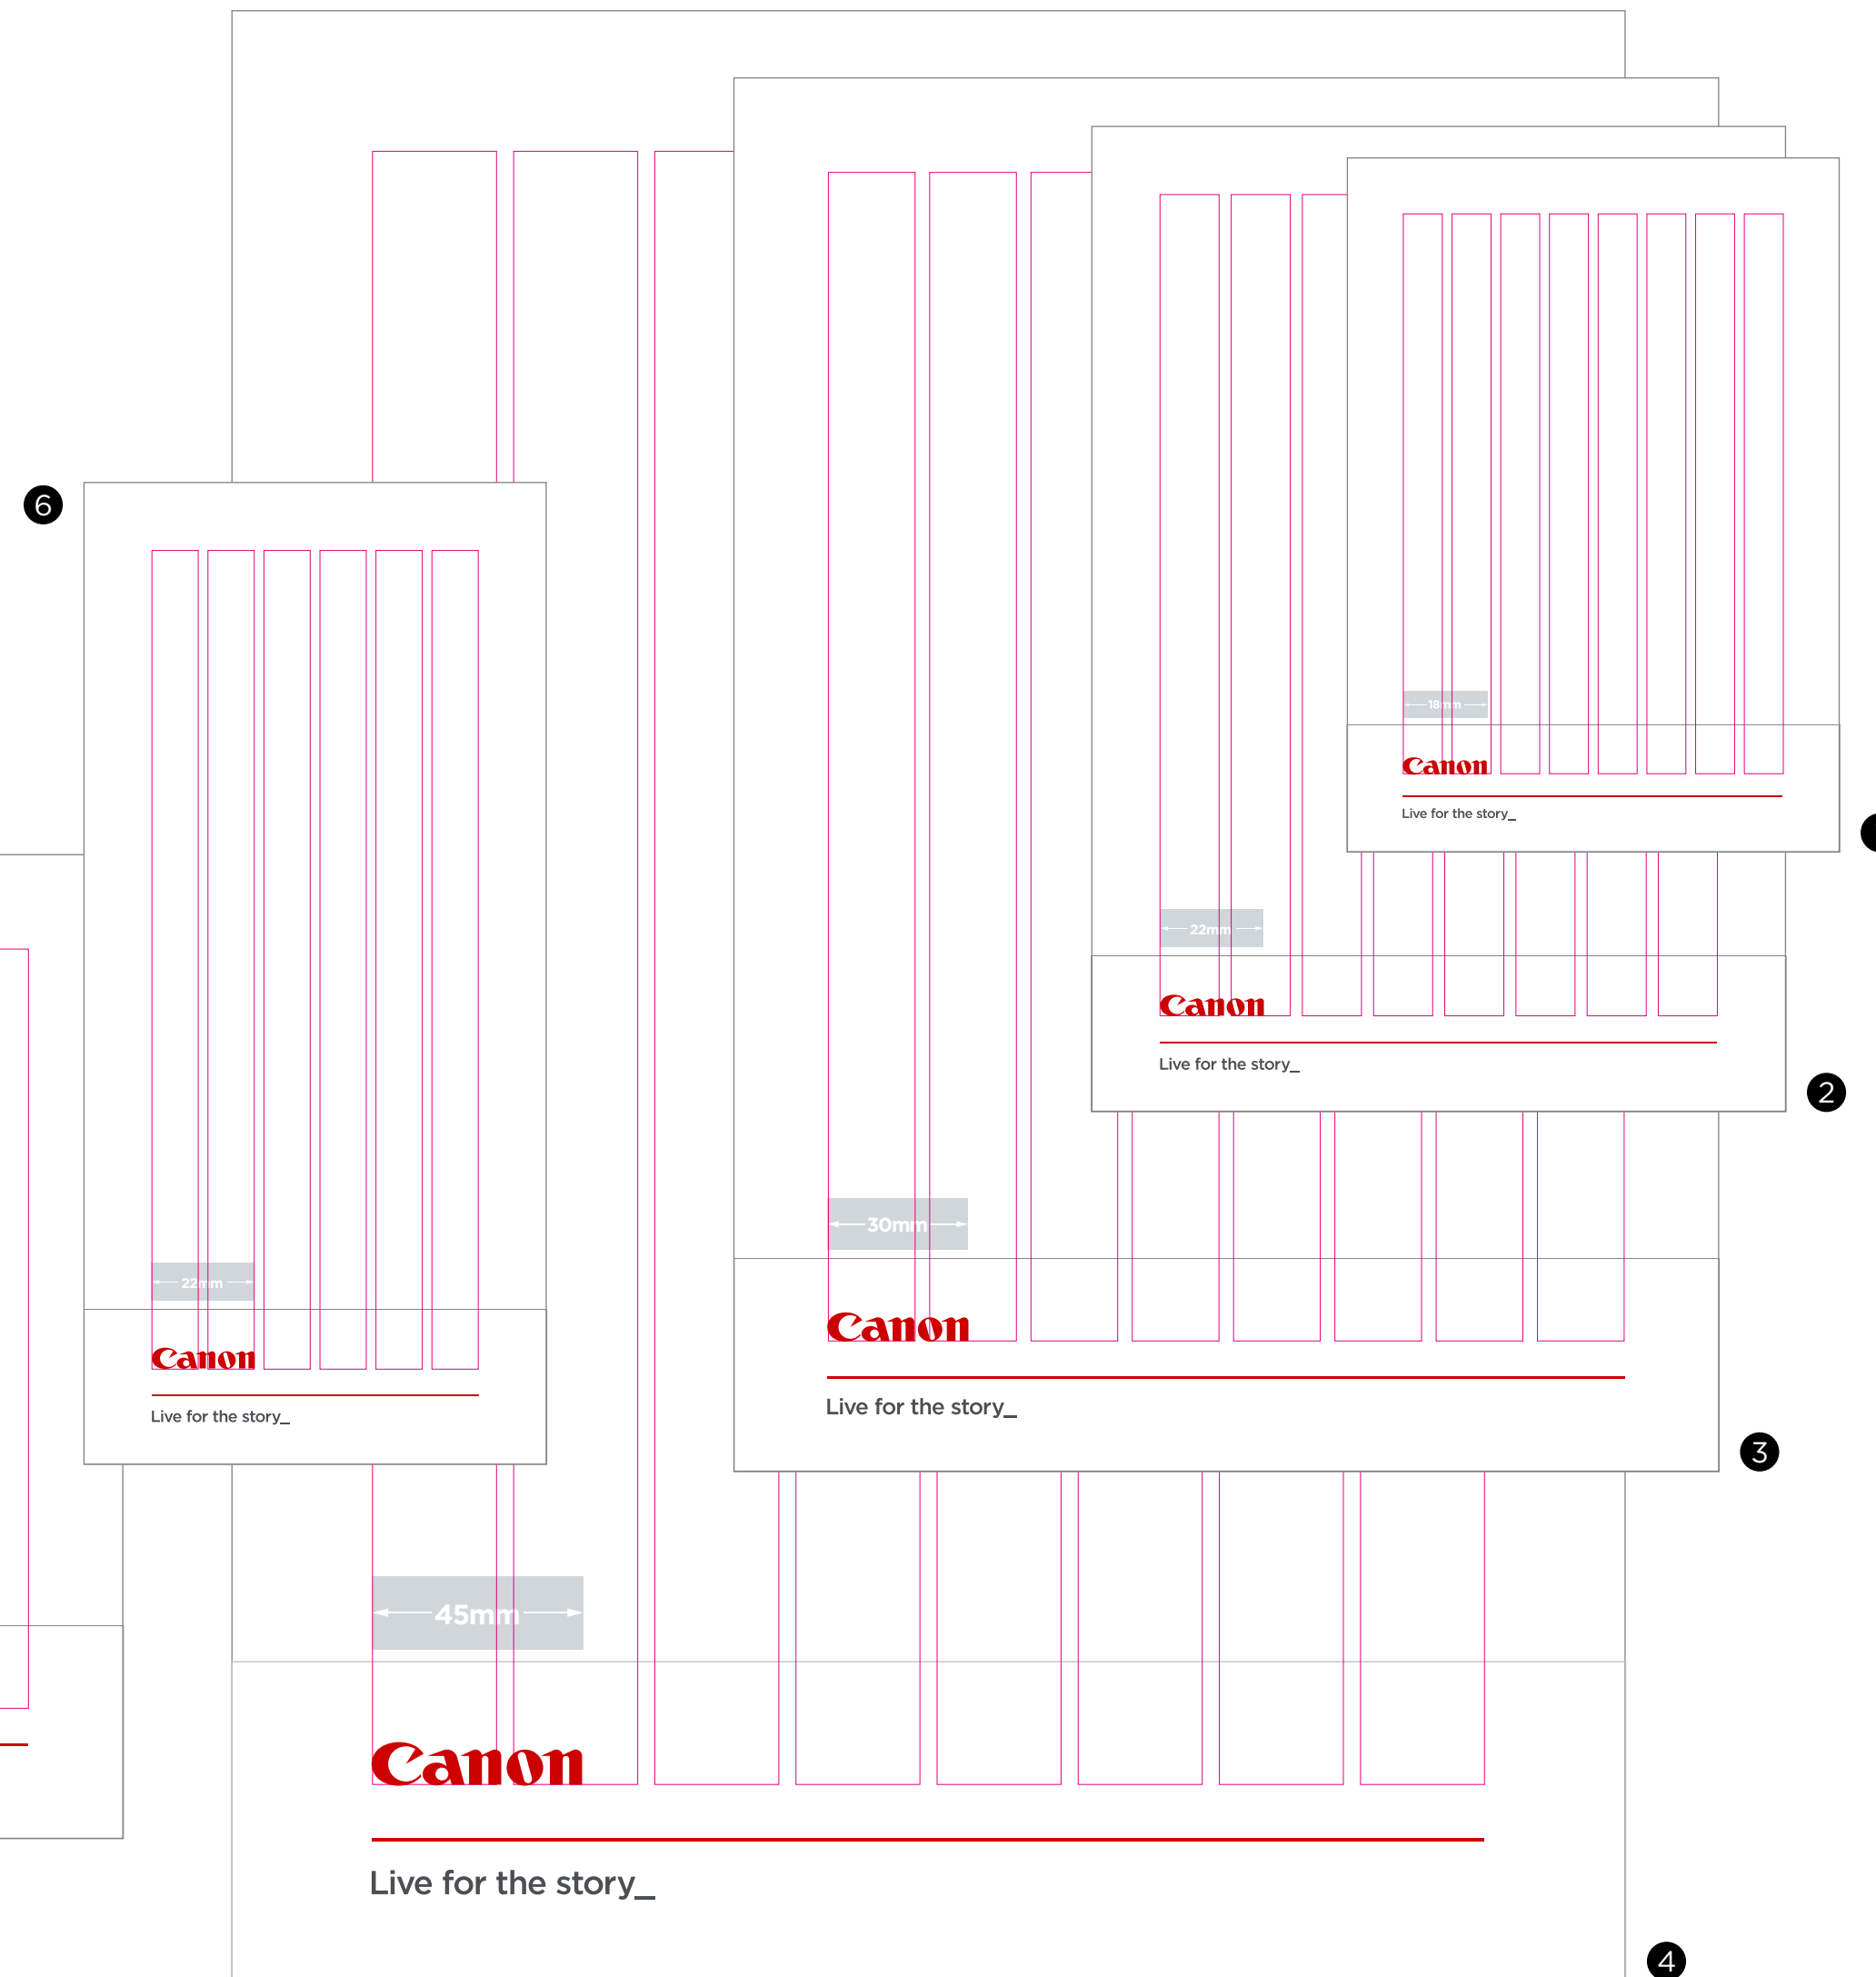 6
18mm
Canon
Live for the story_
22mm
Canon
Live for the story_
2
30mm
Canon
Live for the story_
3
22mm
Canon
Live for the story_
45mm
Canon
Live for the story_
4